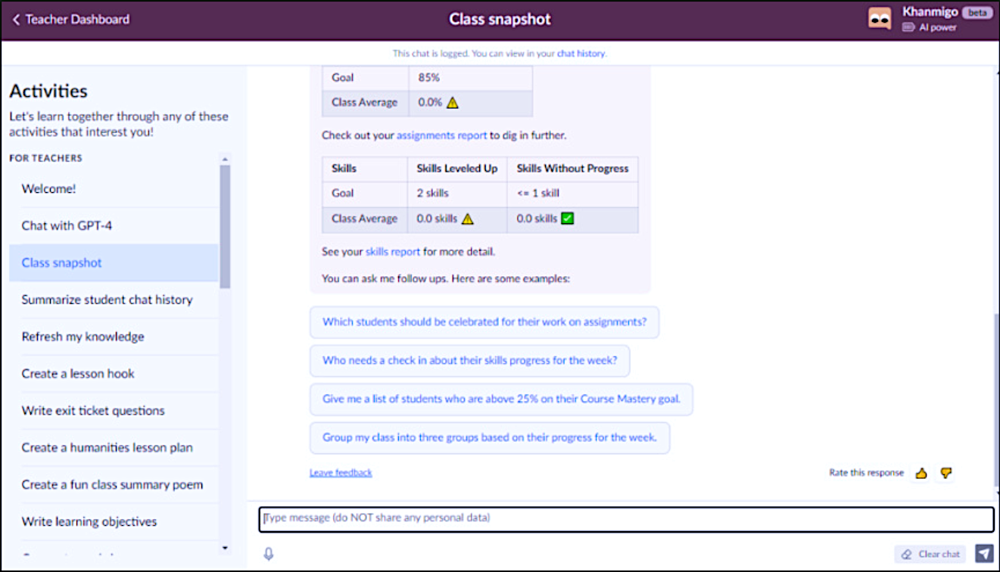 Teacher Dashboard
Class snapshot
Khanmigo beta
AI power
This chat is logged. You can view in your chat history.
Activities
Let's learn together through any of these
activities that interest you!
FOR TEACHERS
Welcome!
Chat with GPT-4
Class snapshot
Summarize student chat history
Refresh my knowledge
Create a lesson hook
Write exit ticket questions
Create a humanities lesson plan
Create a fun class summary poem
Write learning objectives
Goal 85%
Class Average 0.0%
Check out your assignments report to dig in further.
Skills Skills Leveled Up Skills Without Progress
Goal 2 skills <= 1 skill
Class Average 0.0 skills 0.0 skills
See your skills report for more detail.
You can ask me follow ups. Here are some examples:
Which students should be celebrated for their work on assignments?
Who needs a check in about their skills progress for the week?
Give me a list of students who are above 25% on their Course Mastery goal.
Group my class into three groups based on their progress for the week.
Leave feedback
Rate this response
Type message (do NOT share any personal data)
Clear chat